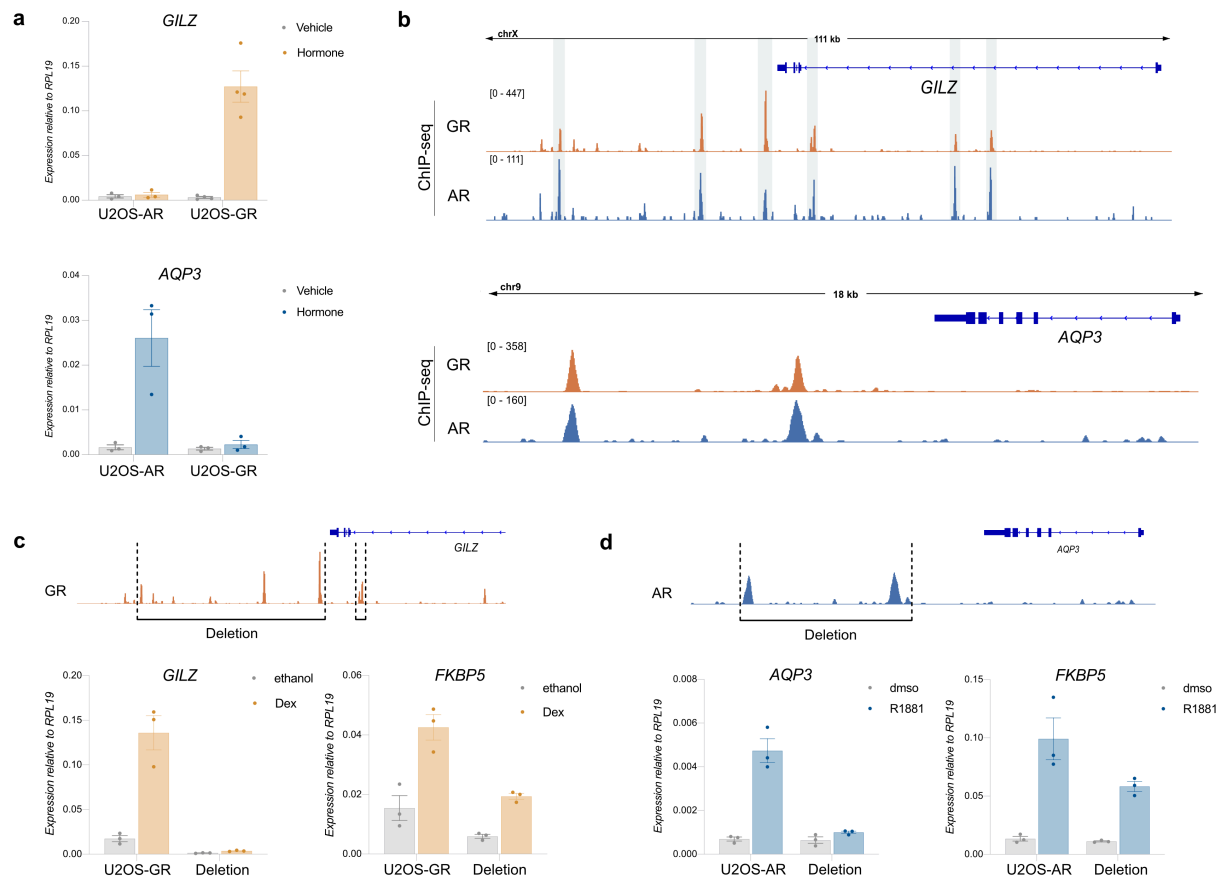 a
GILZ
Vehicle
Hormone
Expression relative to RPL19
0.20
0.15
0.10
0.05
0.00
U2OS-AR
U2OS-GR
AQP3
Vehicle
Hormone
Expression relative to RPL19
0.04
0.03
0.02
0.01
0.00
U2OS-AR
U2OS-GR
b
chrX
111 kb
GILZ
ChIP-seq
[0 - 447]
GR
[0 - 111]
AR
chr9
18 kb
AQP3
ChIP-seq
[0 - 358]
GR
[0 - 160]
AR
c
GILZ
GR
Deletion
GILZ
ethanol
Dex
Expression relative to RPL19
0.20
0.15
0.10
0.05
0.00
U2OS-GR
Deletion
FKBP5
ethanol
Dex
Expression relative to RPL19
0.06
0.04
0.02
0.00
U2OS-GR
Deletion
d
AQP3
AR
Deletion
AQP3
dmso
R1881
Expression relative to RPL19
0.008
0.006
0.004
0.002
0.000
U2OS-AR
Deletion
FKBP5
dmso
R1881
Expression relative to RPL19
0.15
0.10
0.05
0.00
U2OS-AR
Deletion